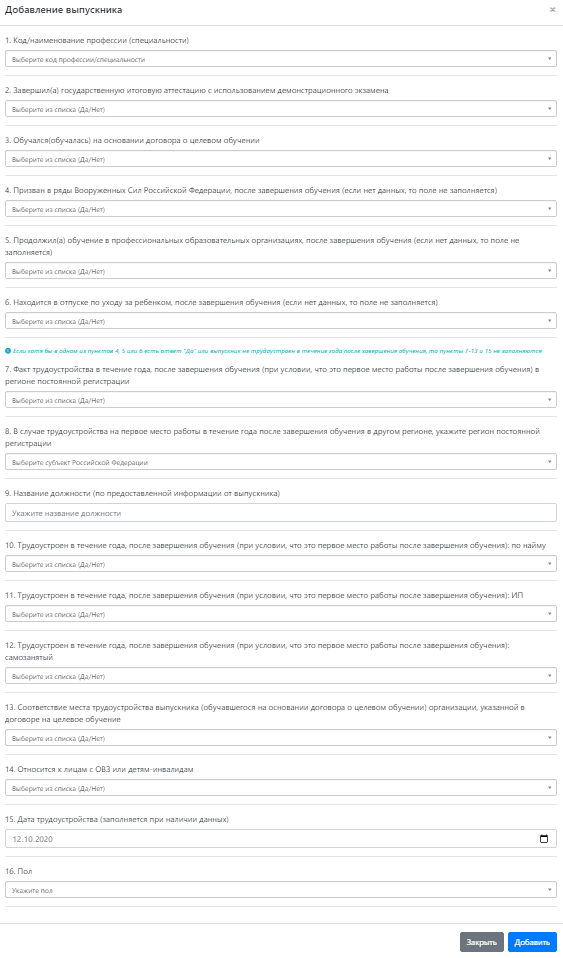 Добавление выпускника
×
1. Код/наименование профессии (специальности)
Выберите код профессии/специальности
2. Завершил(а) государственную итоговую аттестацию с использованием демонстрационного экзамена
Выберите из списка (Да/Нет)
3. Обучался(обучалась) на основании договора о целевом обучении
Выберите из списка (Да/Нет)
4. Призван в ряды Вооруженных Сил Российской Федерации, после завершения обучения (если нет данных, то поле не заполняется)
Выберите из списка (Да/Нет)
5. Продолжил(а) обучение в профессиональных образовательных организациях, после завершения обучения (если нет данных, то поле не
заполняется)
Выберите из списка (Да/Нет)
6. Находится в отпуске по уходу за ребенком, после завершения обучения (если нет данных, то поле не заполняется)
Выберите из списка (Да/Нет)
Если хотя бы в одном из пунктов 4, 5 или 6 есть ответ "Да" или выпускник не трудоустроен в течение года после завершения обучения, то пункты 7-13 и 15 не заполняются
7. Факт трудоустройства в течение года, после завершения обучения (при условии, что это первое место работы после завершения обучения) в
регионе постоянной регистрации
Выберите из списка (Да/Нет)
8. В случае трудоустройства на первое место работы в течение года после завершения обучения в другом регионе, укажите регион постоянной
регистрации
Выберите субъект Российской Федерации
9. Название должности (по предоставленной информации от выпускника)
Укажите название должности
10. Трудоустроен в течение года, после завершения обучения (при условии, что это первое место работы после завершения обучения): по найму
Выберите из списка (Да/Нет)
11. Трудоустроен в течение года, после завершения обучения (при условии, что это первое место работы после завершения обучения): ИП
Выберите из списка (Да/Нет)
12. Трудоустроен в течение года, после завершения обучения (при условии, что это первое место работы после завершения обучения):
самозанятый
Выберите из списка (Да/Нет)
13. Соответствие места трудоустройства выпускника (обучавшегося на основании договора о целевом обучении) организации, указанной в
договоре на целевое обучение
Выберите из списка (Да/Нет)
14. Относится к лицам с ОВЗ или детям-инвалидам
Выберите из списка (Да/Нет)
15. Дата трудоустройства (заполняется при наличии данных)
12.10.2020
16. Пол
Укажите пол
Закрыть Добавить